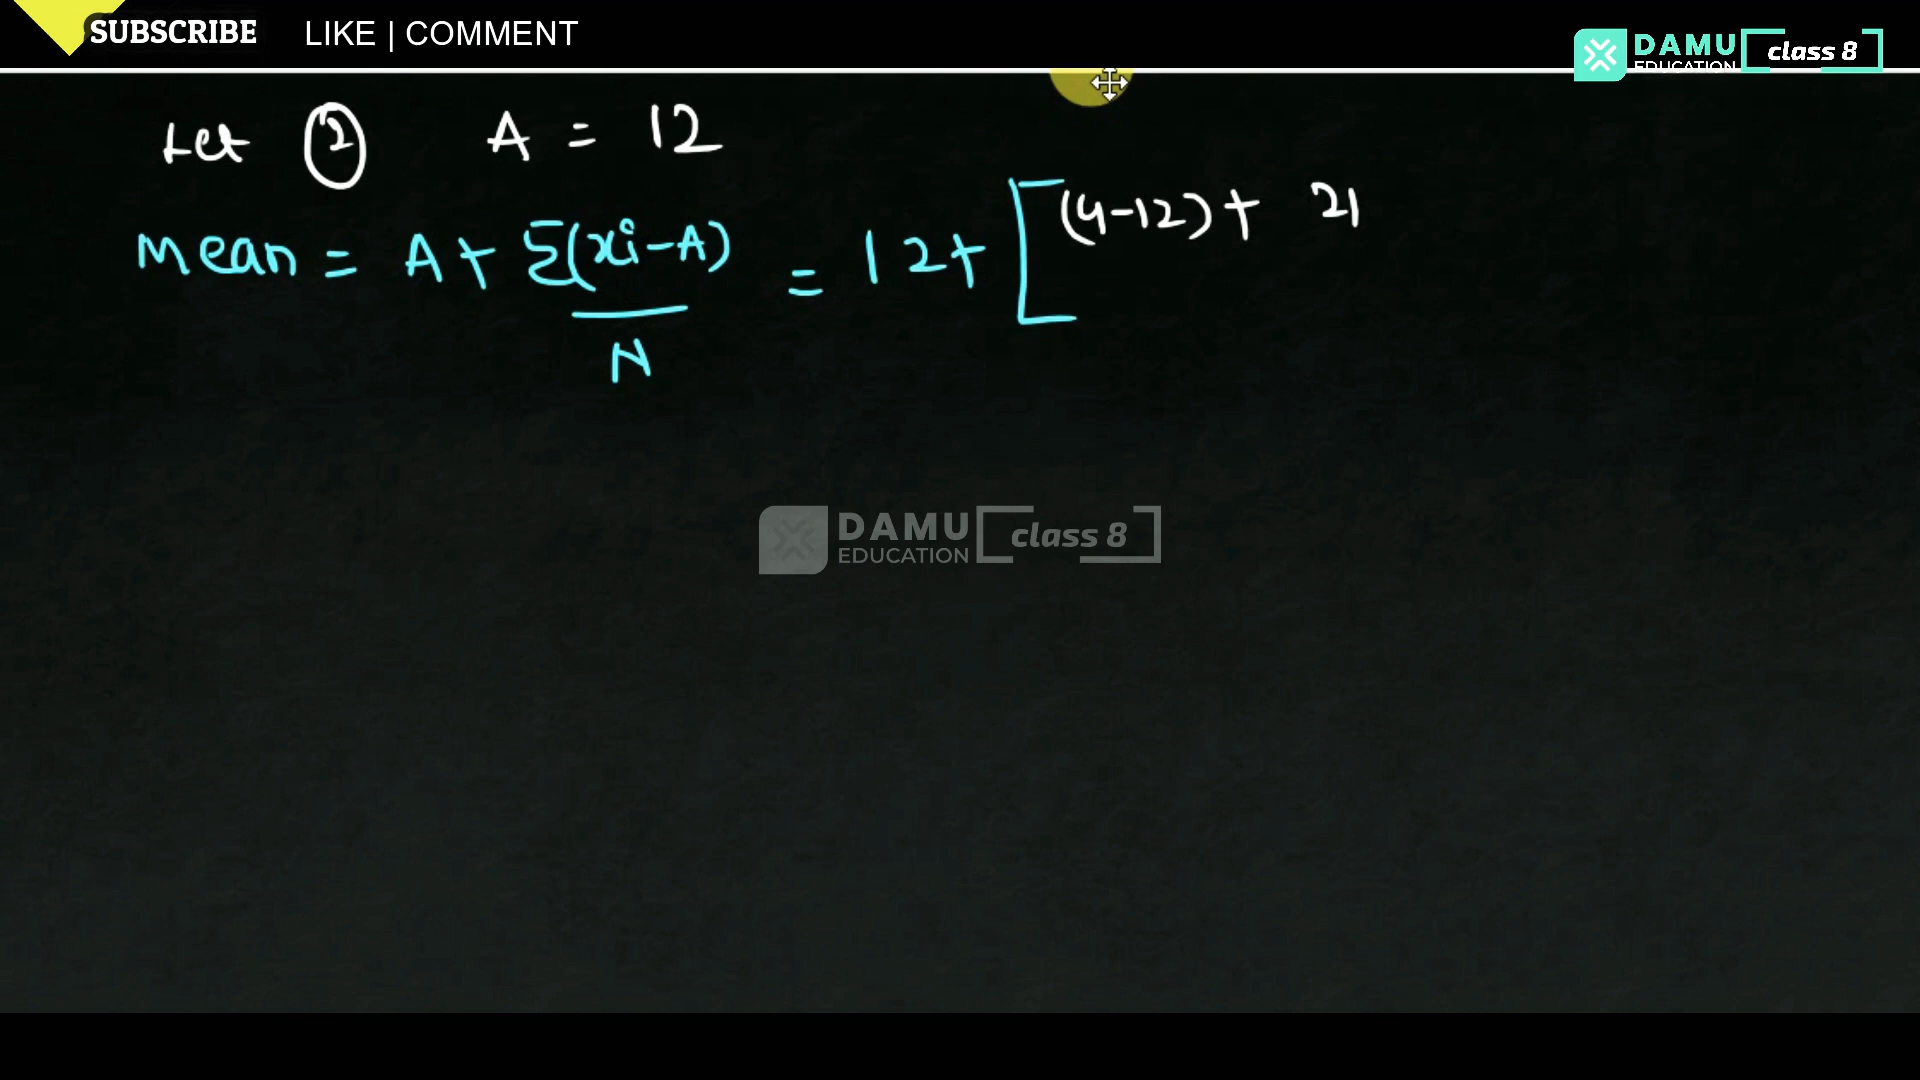 SUBSCRIBE LIKE | COMMENT
DAMU EDUCATION class 8
Let ② A = 12
Mean = A + Σ(xi-A)/N = 12+ [(4-12)+ 21
DAMU EDUCATION class 8